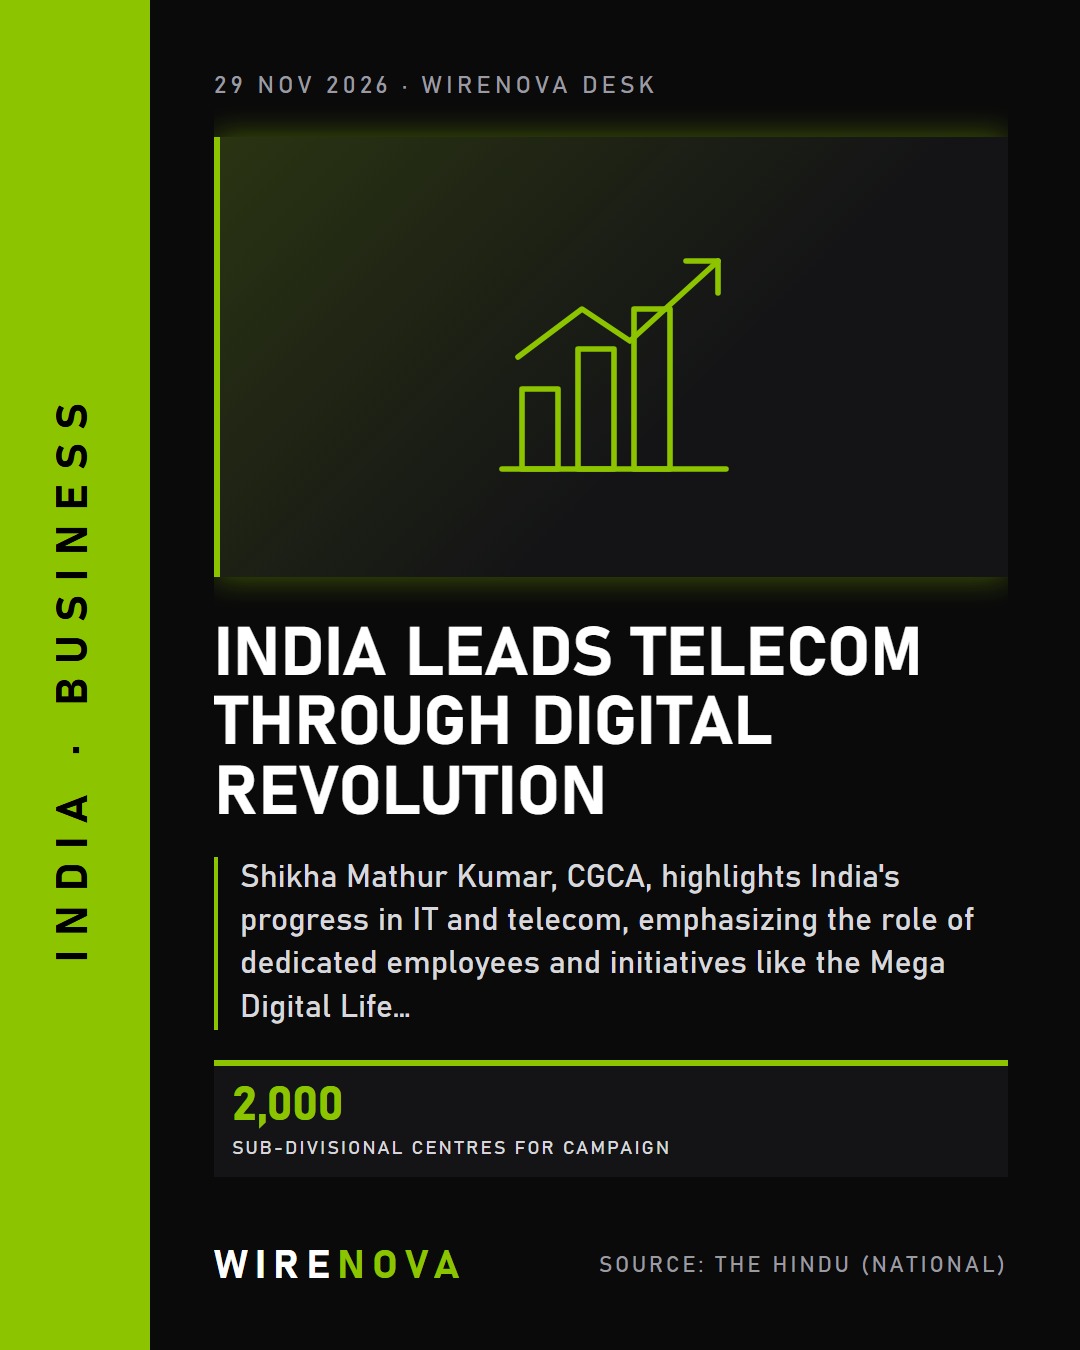 INDIA · BUSINESS
29 NOV 2026 · WIRENOVA DESK
INDIA LEADS TELECOM
THROUGH DIGITAL
REVOLUTION
Shikha Mathur Kumar, CGCA, highlights India's
progress in IT and telecom, emphasizing the role of
dedicated employees and initiatives like the Mega
Digital Life...
2,000
SUB-DIVISIONAL CENTRES FOR CAMPAIGN
WIRENOVA
SOURCE: THE HINDU (NATIONAL)